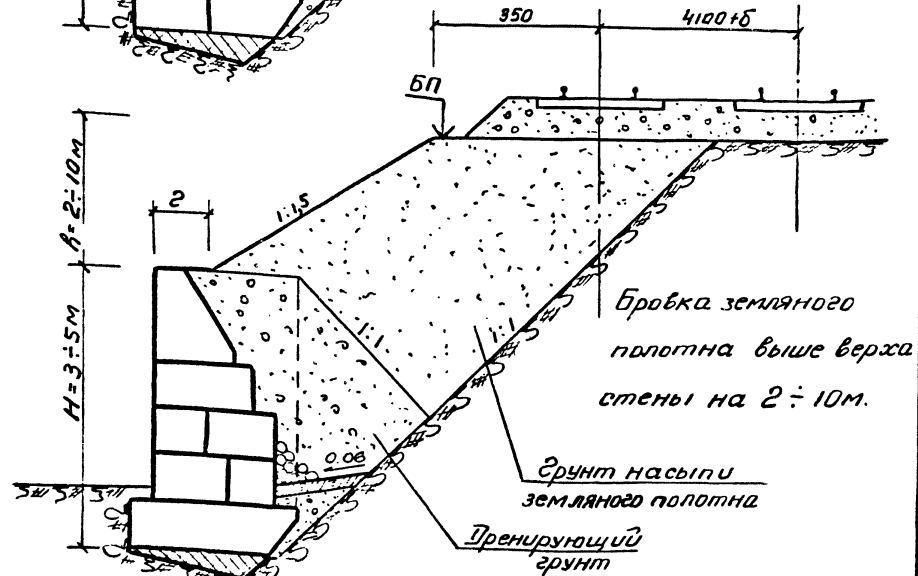 350
4100+б
БП
h=2÷10м
2
1:1,5
H=3÷5м
1:1
1:1
Бровка земляного
полотна выше верха
стены на 2÷10м.
0.06
Грунт насыпи
земляного полотна
Дренирующий
грунт